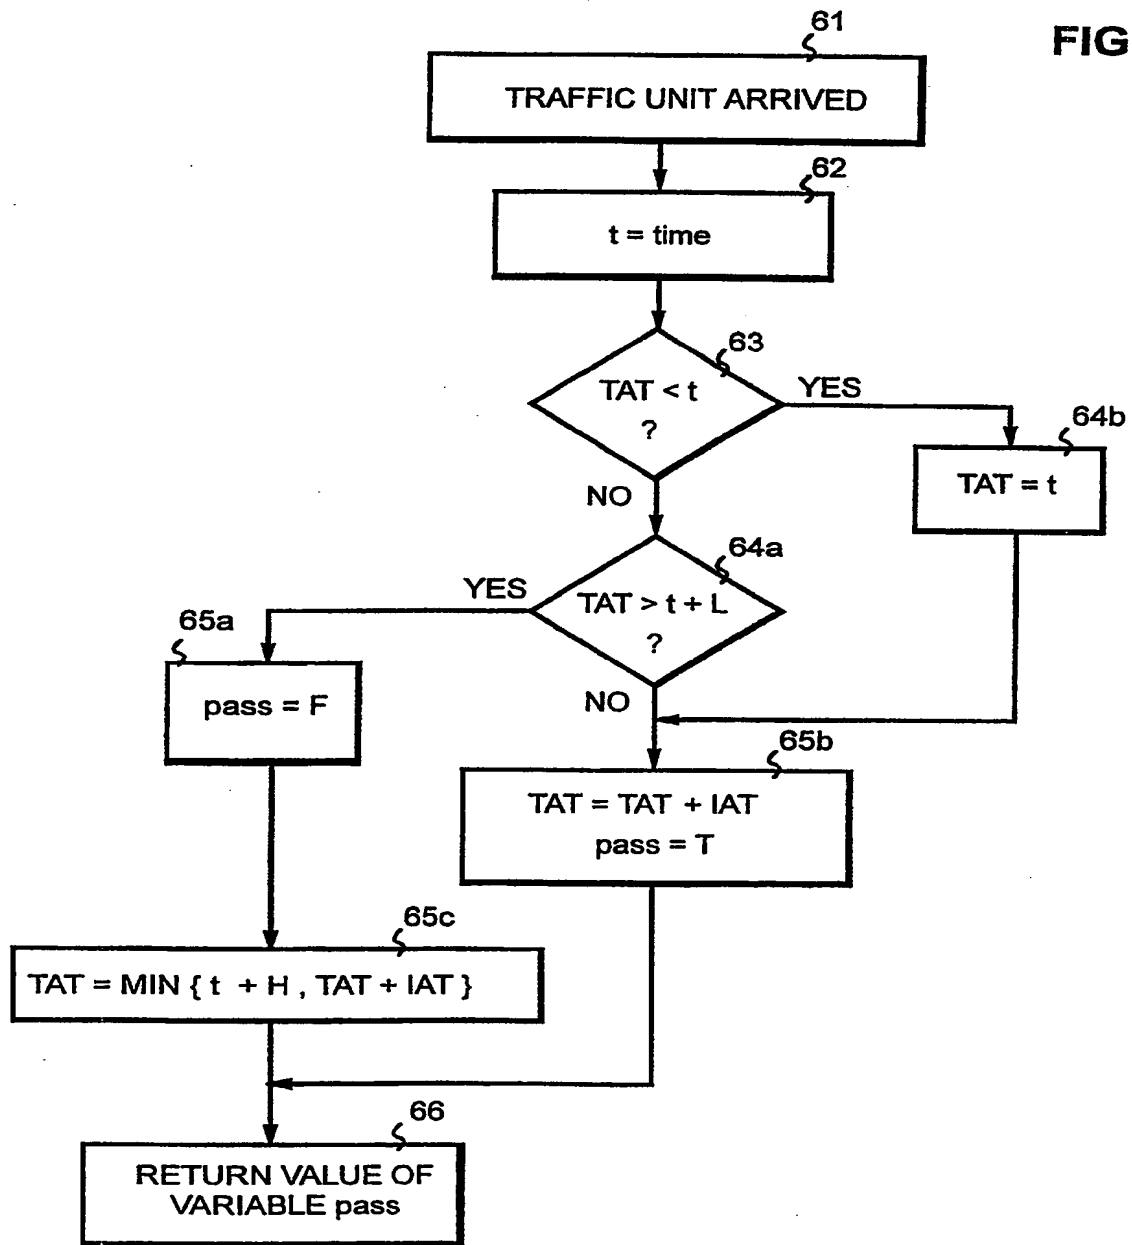 FIG
61
TRAFFIC UNIT ARRIVED
62
t = time
63
TAT < t
?
YES
NO
64b
TAT = t
64a
TAT > t + L
?
YES
NO
65a
pass = F
65b
TAT = TAT + IAT
pass = T
65c
TAT = MIN { t + H , TAT + IAT }
66
RETURN VALUE OF
VARIABLE pass